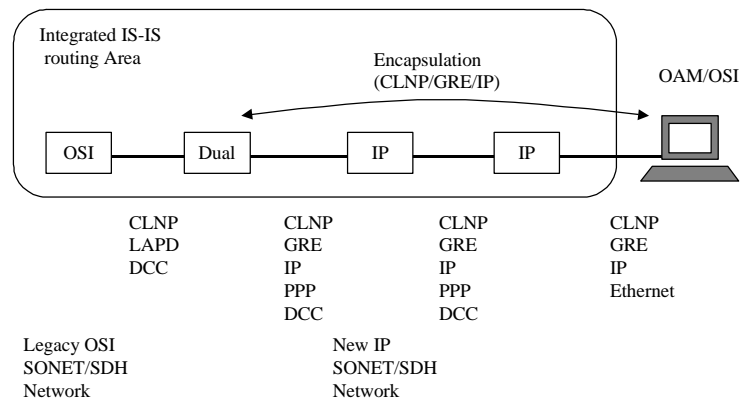 Integrated IS-IS
routing Area
Encapsulation
(CLNP/GRE/IP)
OAM/OSI
OSI
Dual
IP
IP
CLNP
LAPD
DCC
CLNP
GRE
IP
PPP
DCC
CLNP
GRE
IP
PPP
DCC
CLNP
GRE
IP
Ethernet
Legacy OSI
SONET/SDH
Network
New IP
SONET/SDH
Network